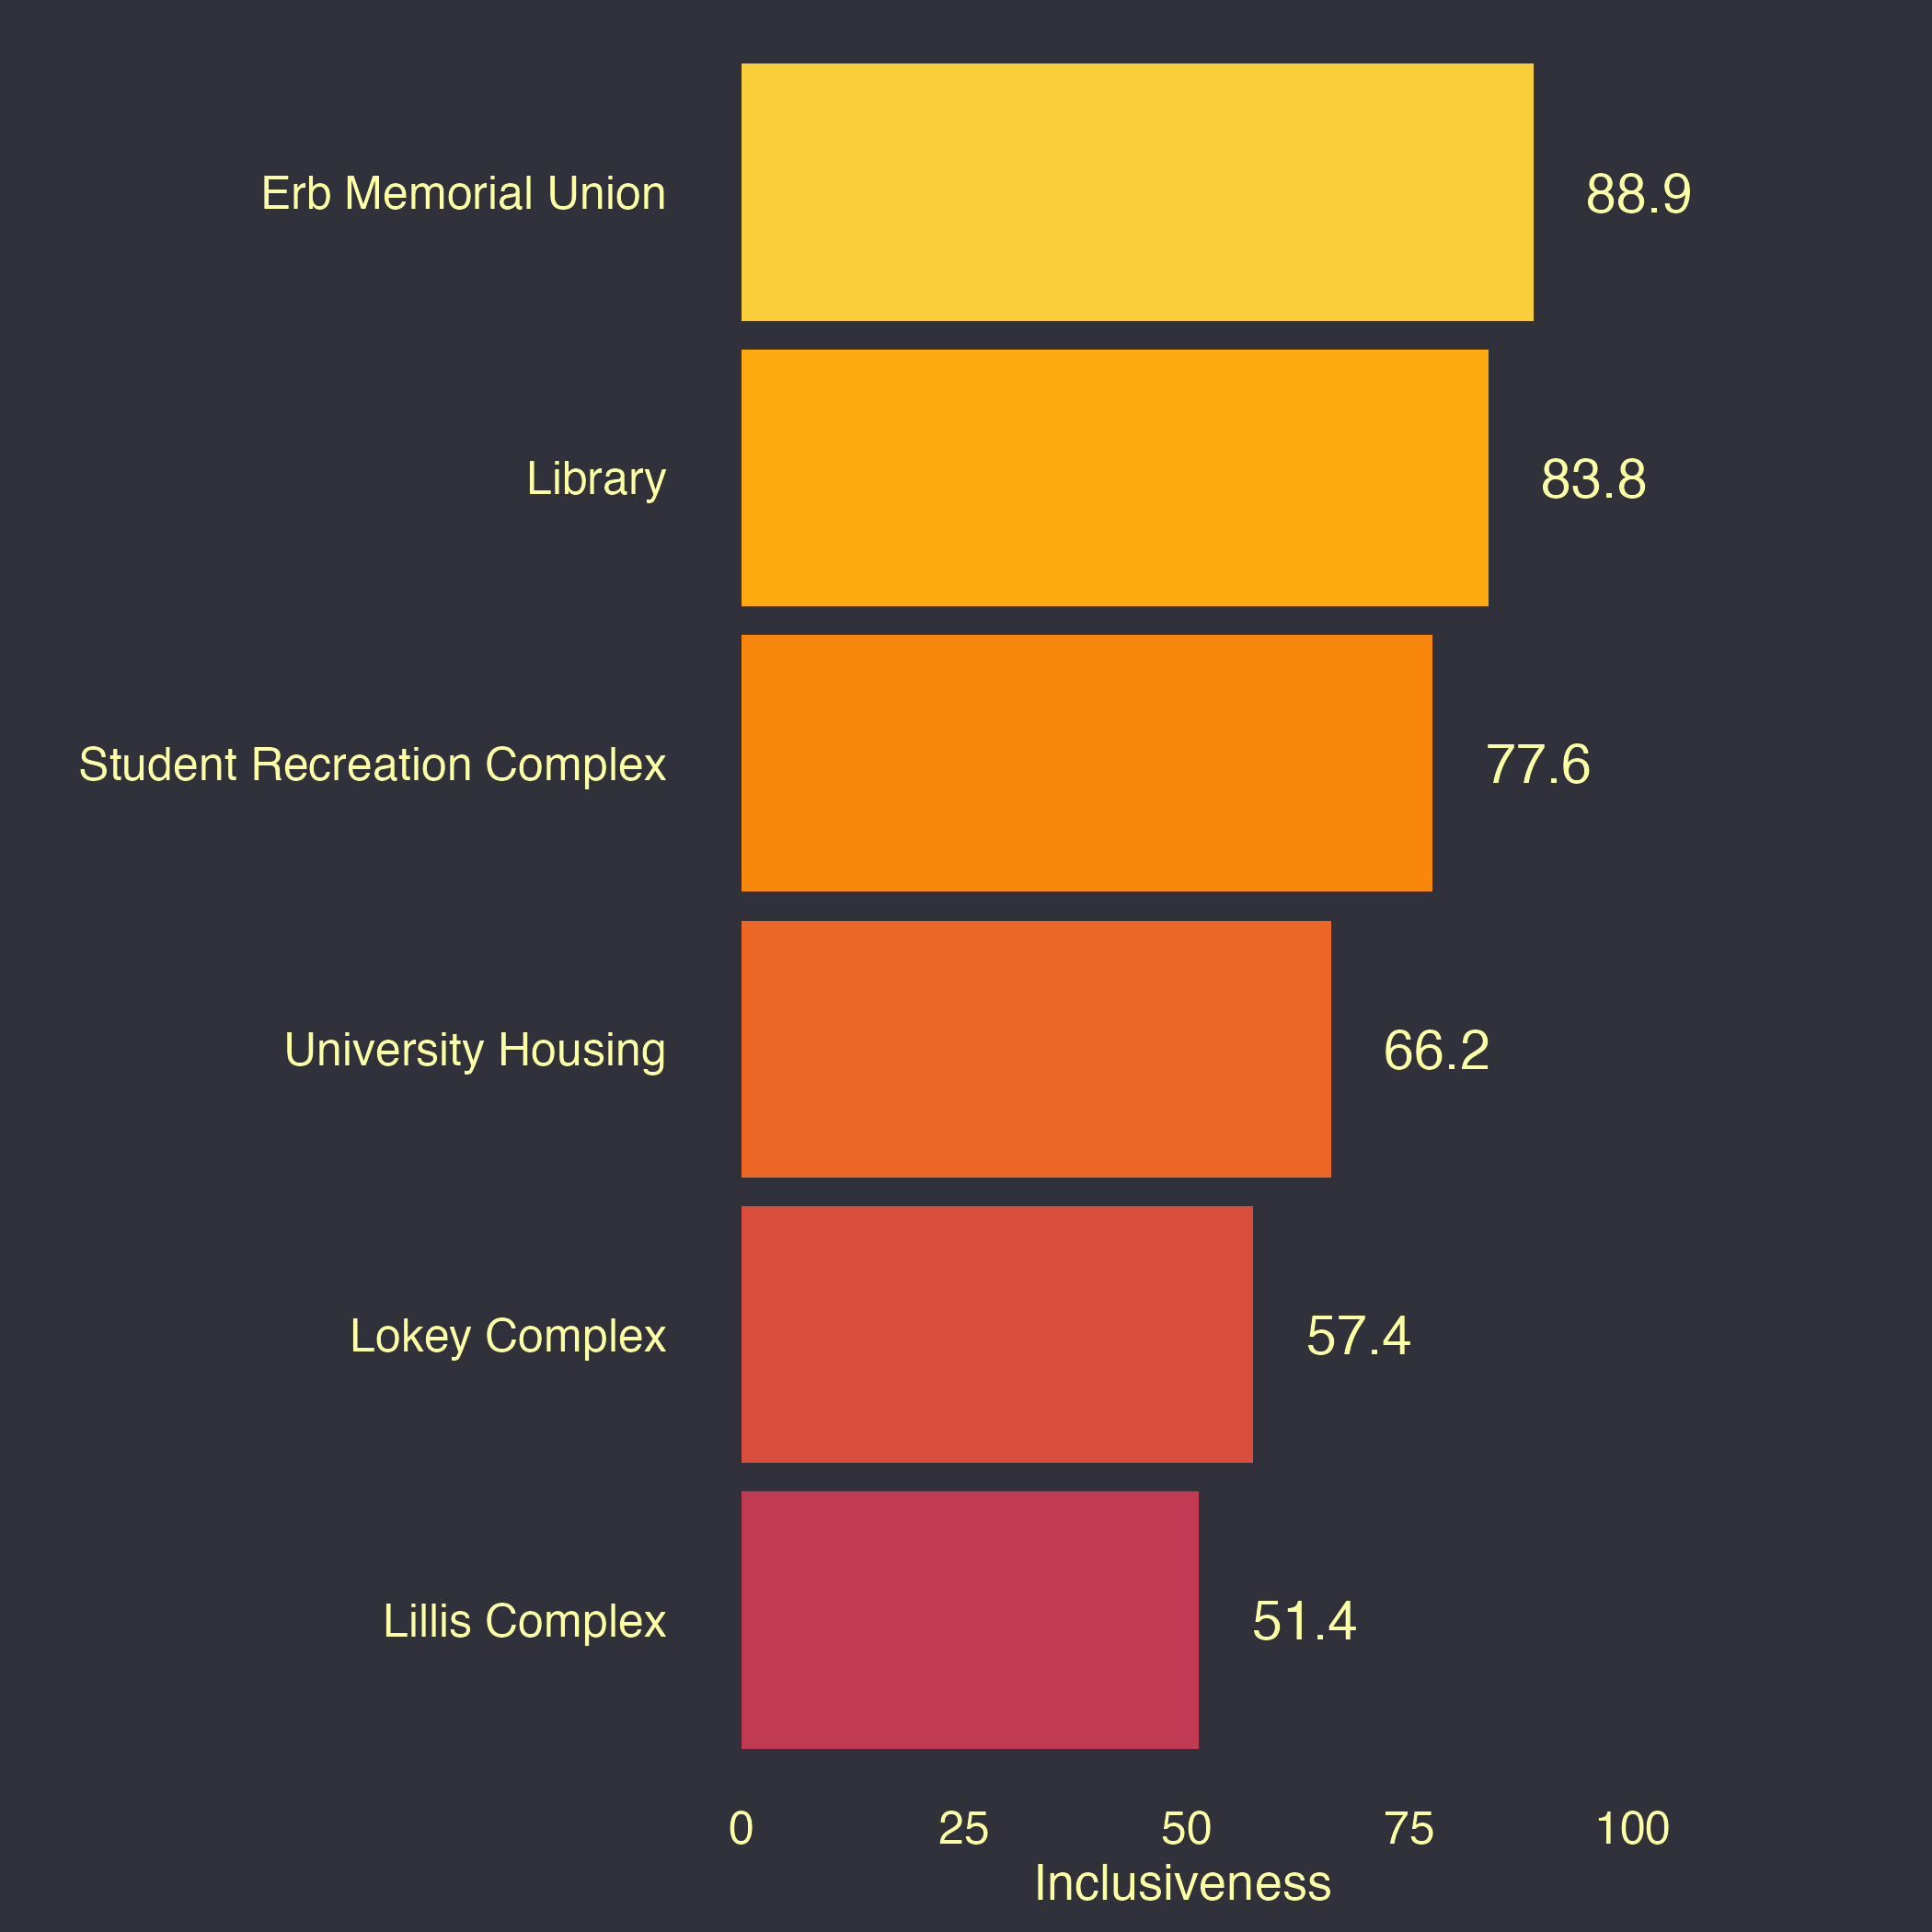 Erb Memorial Union 88.9
Library 83.8
Student Recreation Complex 77.6
University Housing 66.2
Lokey Complex 57.4
Lillis Complex 51.4
0 25 50 75 100
Inclusiveness